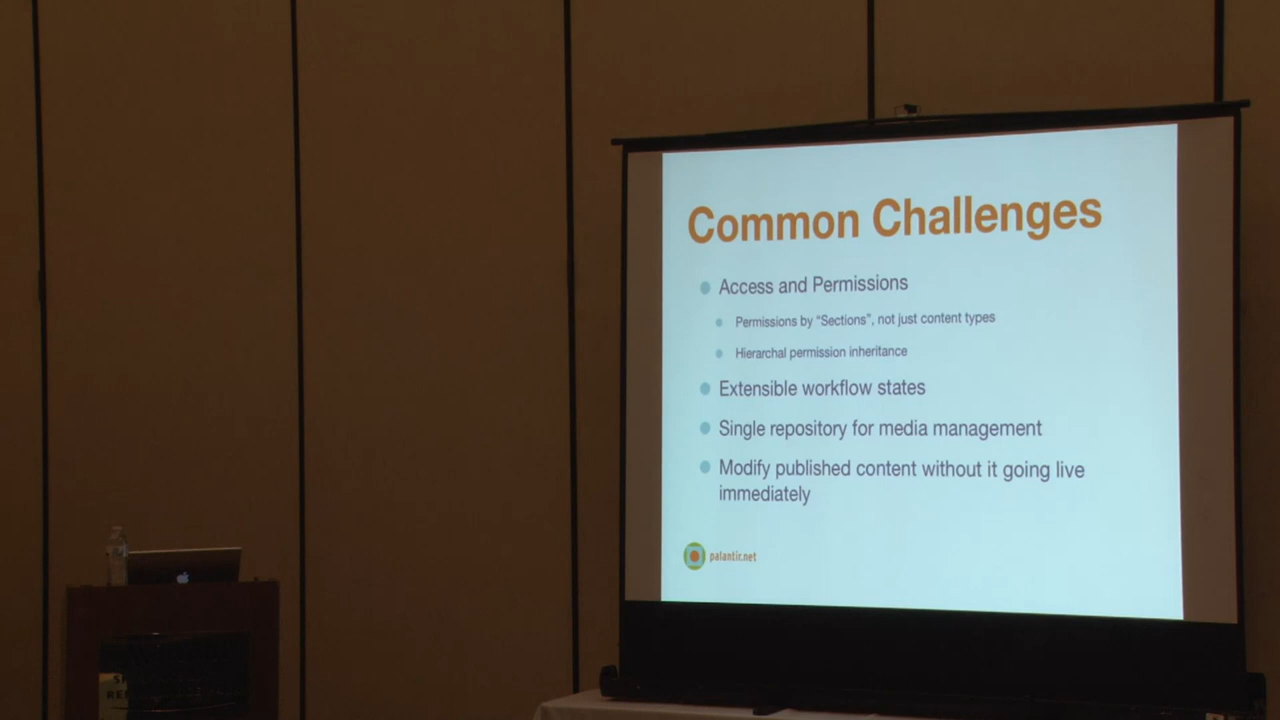 Common Challenges
Access and Permissions
Permissions by “Sections”, not just content types
Hierarchal permission inheritance
Extensible workflow states
Single repository for media management
Modify published content without it going live
immediately
palantir.net